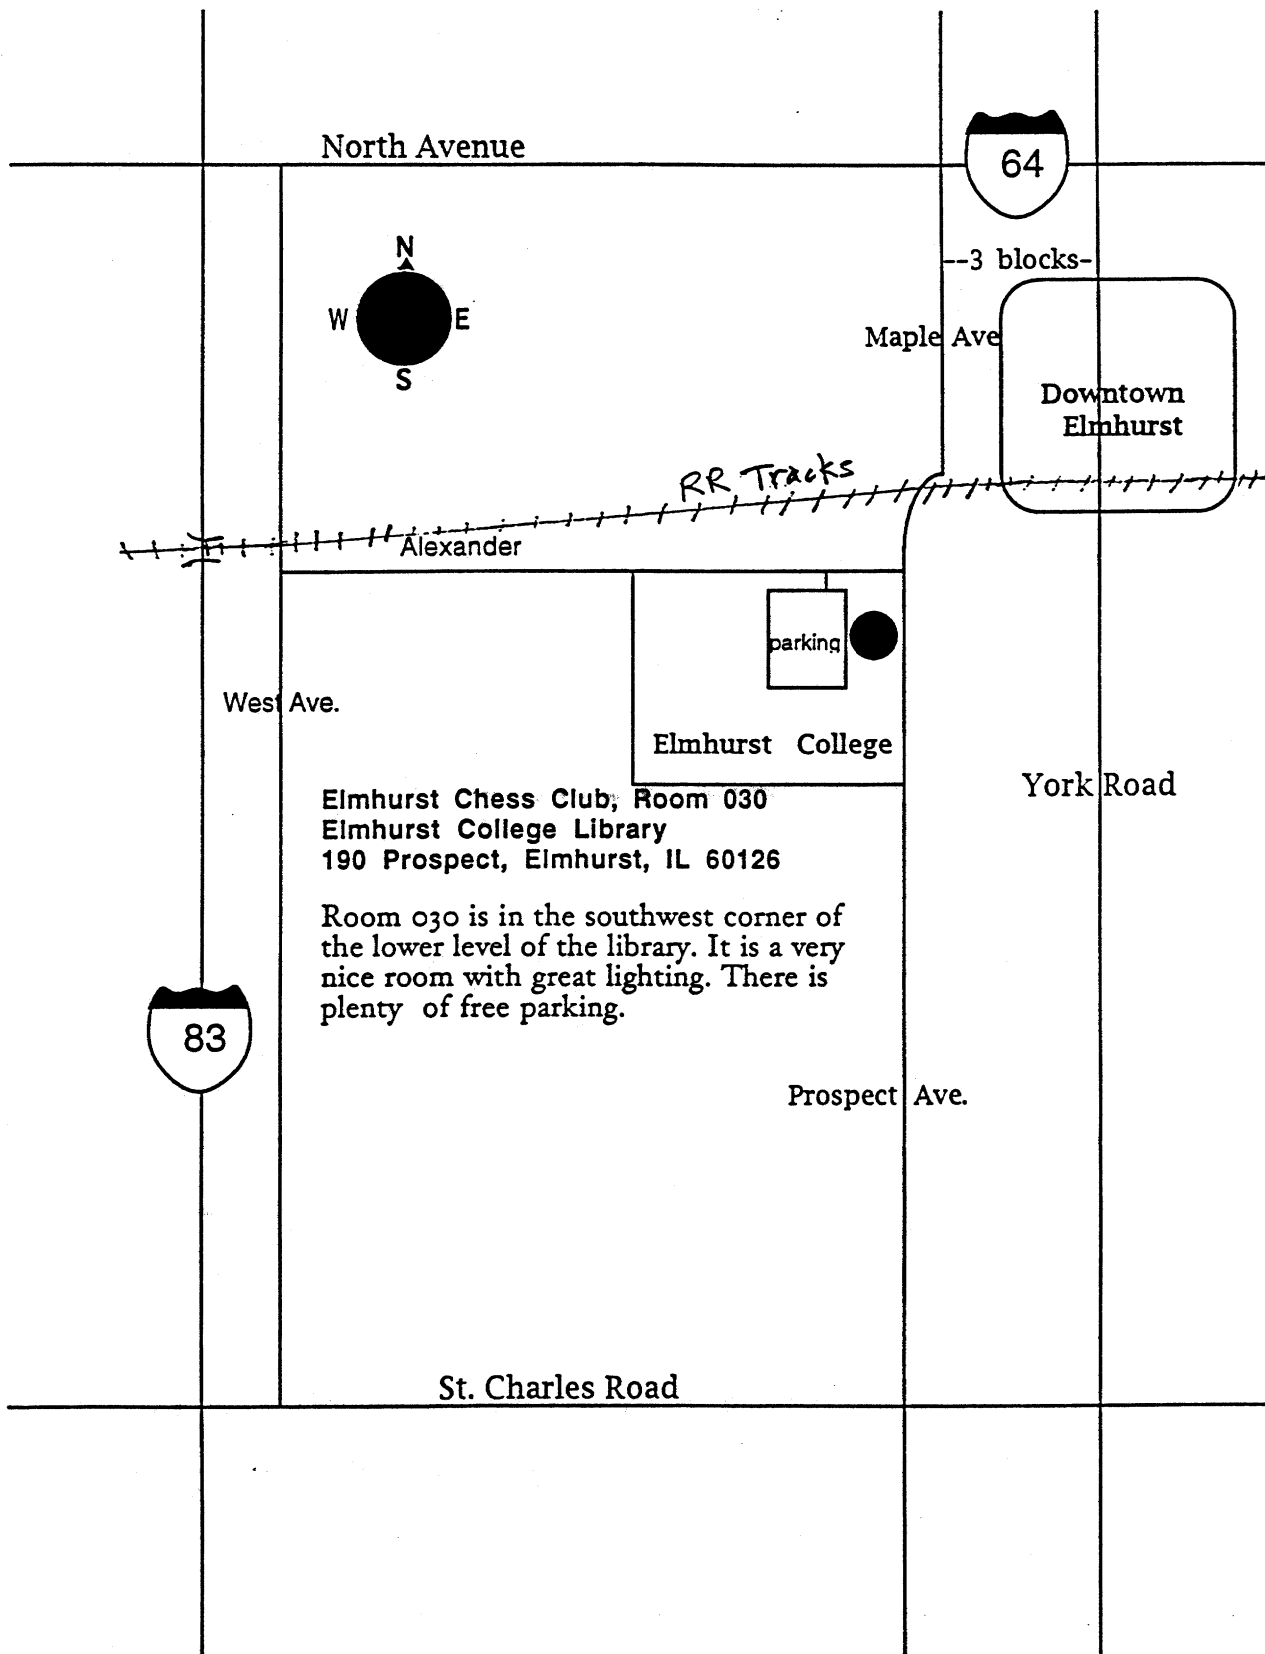 North Avenue
64
N
W E
S
--3 blocks-
Maple Ave
Downtown
Elmhurst
RR Tracks
Alexander
parking
West Ave.
Elmhurst College
York Road
Elmhurst Chess Club, Room 030
Elmhurst College Library
190 Prospect, Elmhurst, IL 60126
Room 030 is in the southwest corner of
the lower level of the library. It is a very
nice room with great lighting. There is
plenty of free parking.
83
Prospect Ave.
St. Charles Road